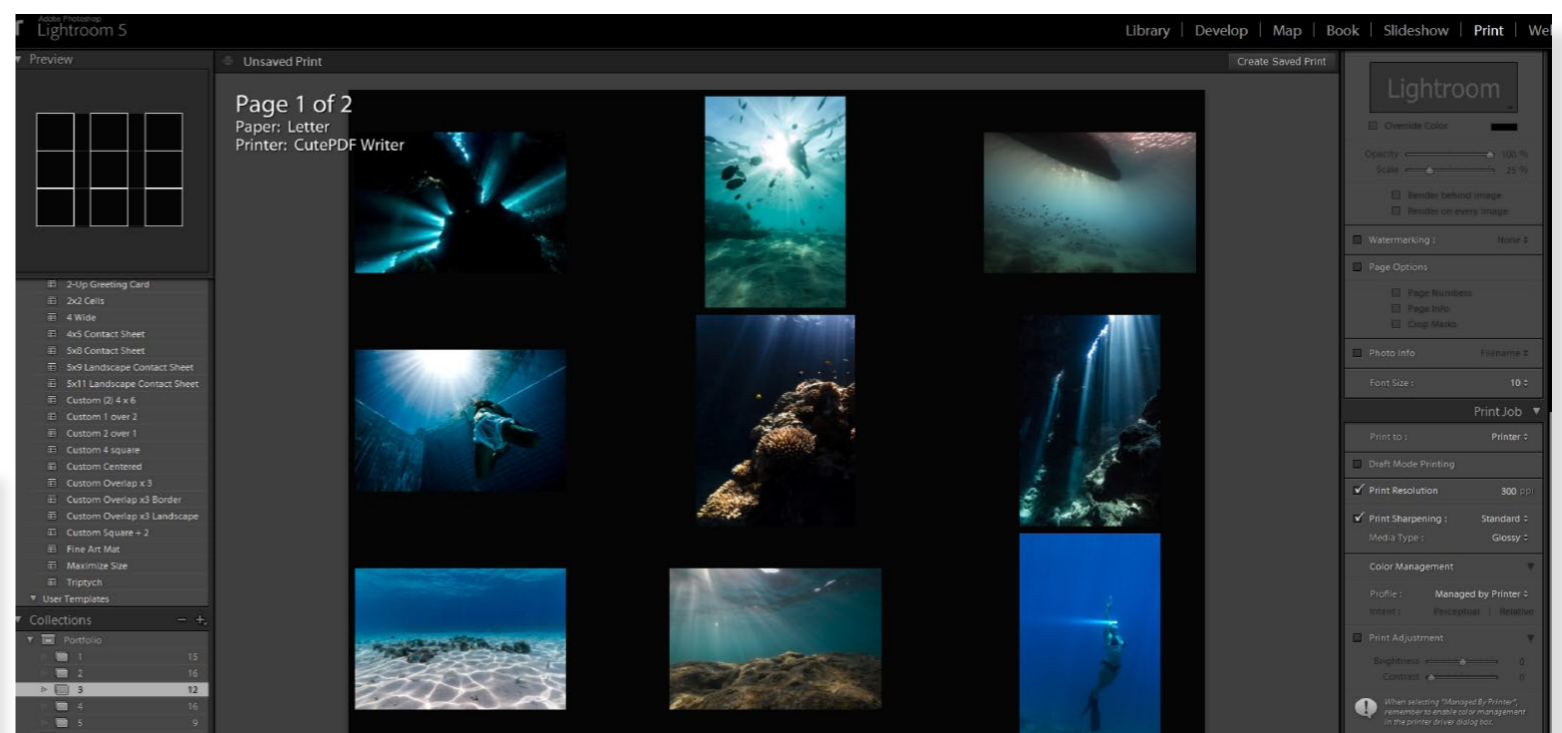 Adobe Photoshop
Lightroom 5
Library | Develop | Map | Book | Slideshow | Print |
Preview
Unsaved Print
Create Saved Print
Page 1 of 2
Paper: Letter
Printer: CutePDF Writer
2-Up Greeting Card
2x2 Cells
4 Wide
4x5 Contact Sheet
5x8 Contact Sheet
5x9 Landscape Contact Sheet
5x11 Landscape Contact Sheet
Custom (2) 4 x 6
Custom 1 over 2
Custom 2 over 1
Custom 4 square
Custom Centered
Custom Overlap x 3
Custom Overlap x3 Border
Custom Overlap x3 Landscape
Custom Square + 2
Fine Art Mat
Maximize Size
Triptych
User Templates
Collections
Portfolio
1 15
2 16
3 12
4 16
5 9
Lightroom
Override Color
Opacity 100 %
Scale 25 %
Render behind image
Render on every image
Watermarking : None
Page Options
Page Numbers
Page Info
Crop Marks
Photo Info Filename
Font Size : 10
Print Job
Print to : Printer
Draft Mode Printing
Print Resolution 300 ppi
Print Sharpening : Standard
Media Type : Glossy
Color Management
Profile : Managed by Printer
Intent : Perceptual | Relative
Print Adjustment
Brightness 0
Contrast 0
When selecting "Managed By Printer",
remember to enable color management
in the printer driver dialog box.